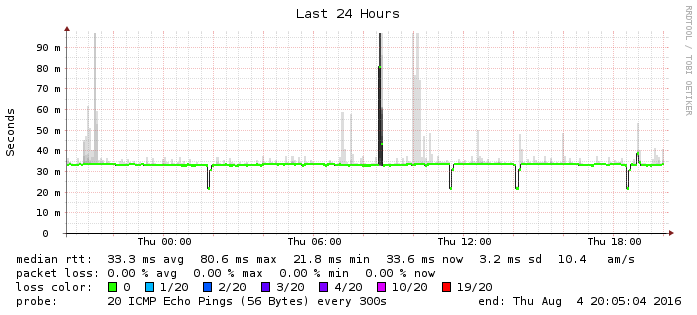 Last 24 Hours
RRDTOOL / TOBI OETIKER
Seconds
90 m
80 m
70 m
60 m
50 m
40 m
30 m
20 m
10 m
0
Thu 00:00 Thu 06:00 Thu 12:00 Thu 18:00
median rtt: 33.3 ms avg 80.6 ms max 21.8 ms min 33.6 ms now 3.2 ms sd 10.4 am/s
packet loss: 0.00 % avg 0.00 % max 0.00 % min 0.00 % now
loss color: 0 1/20 2/20 3/20 4/20 10/20 19/20
probe: 20 ICMP Echo Pings (56 Bytes) every 300s end: Thu Aug 4 20:05:04 2016